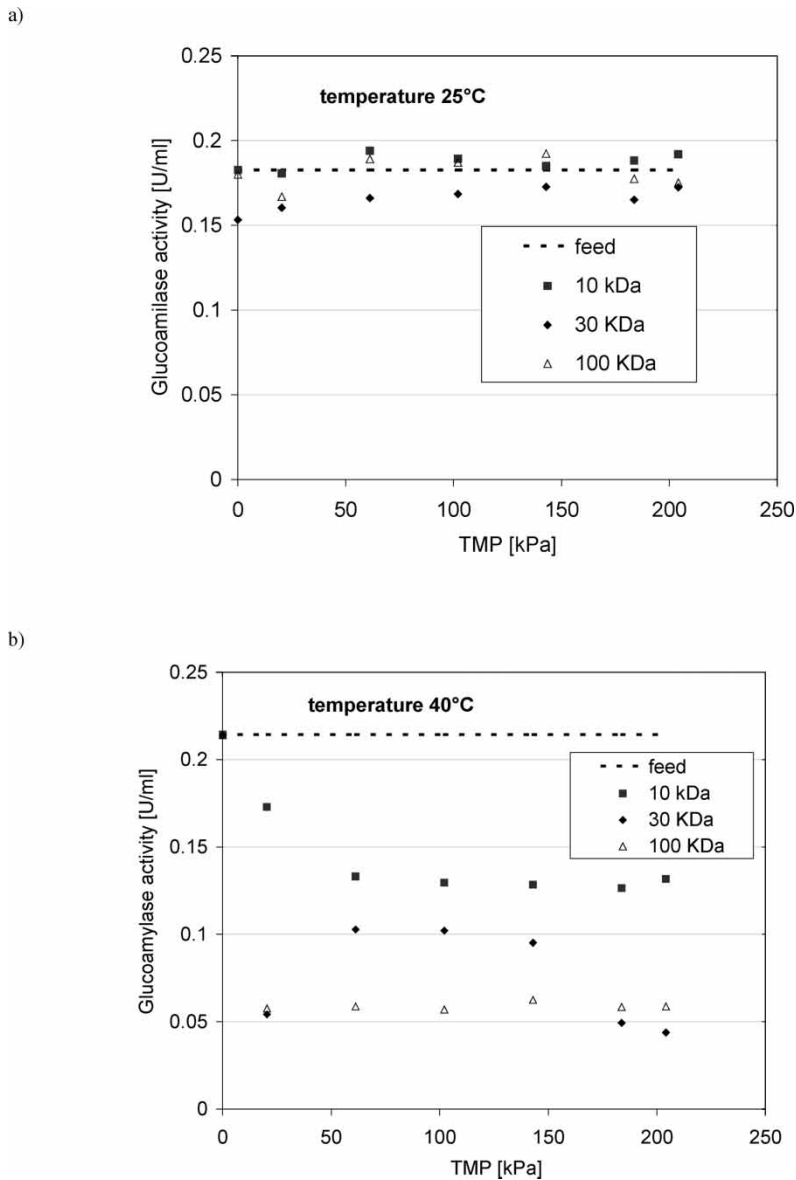 a)
0.25
temperature 25°C
0.2
0.15
0.1
0.05
0
Glucoamilase activity [U/ml]
feed
10 kDa
30 KDa
100 KDa
0 50 100 150 200 250
TMP [kPa]
b)
0.25
temperature 40°C
0.2
0.15
0.1
0.05
0
Glucoamylase activity [U/ml]
feed
10 kDa
30 KDa
100 KDa
0 50 100 150 200 250
TMP [kPa]